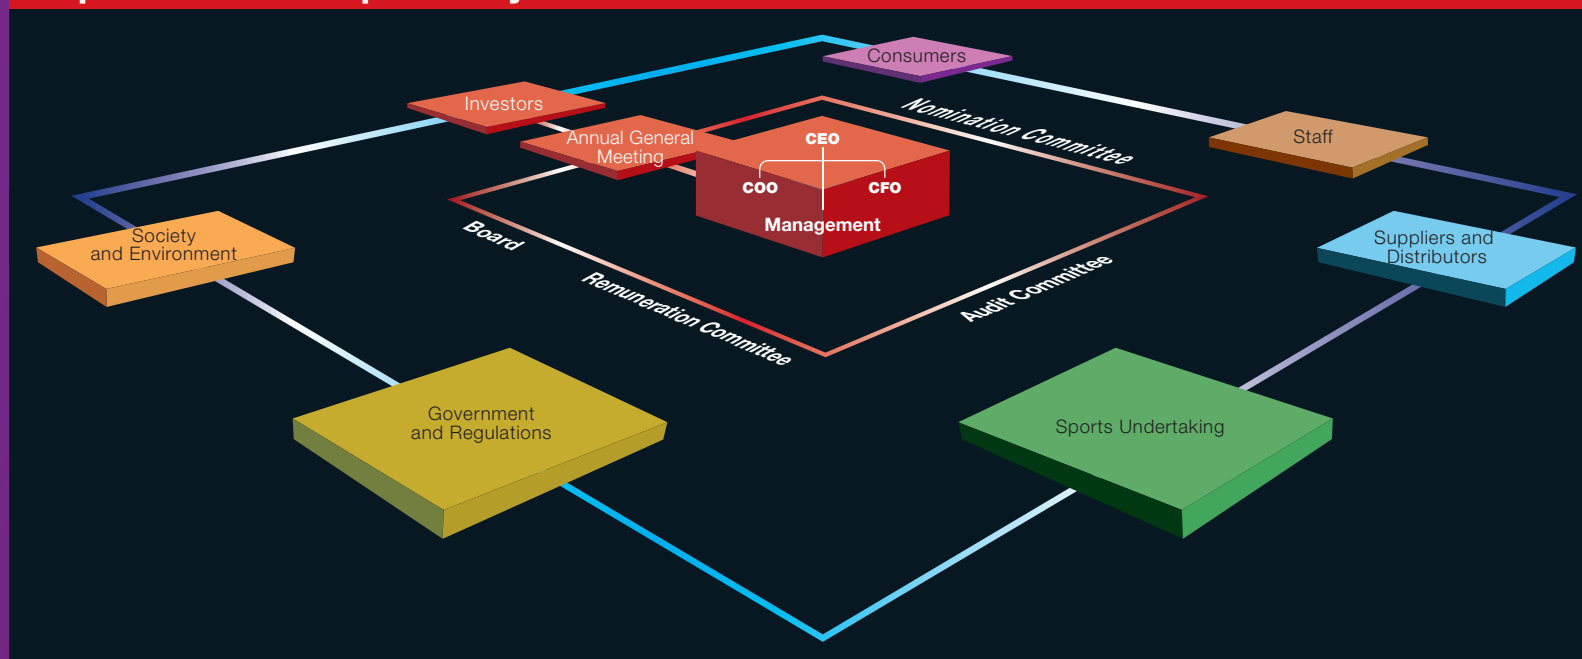 Consumers
Investors
Nomination Committee
Annual General
Meeting
CEO
Staff
COO
CFO
Management
Board
Society
and Environment
Suppliers and
Distributors
Audit Committee
Remuneration Committee
Government
and Regulations
Sports Undertaking